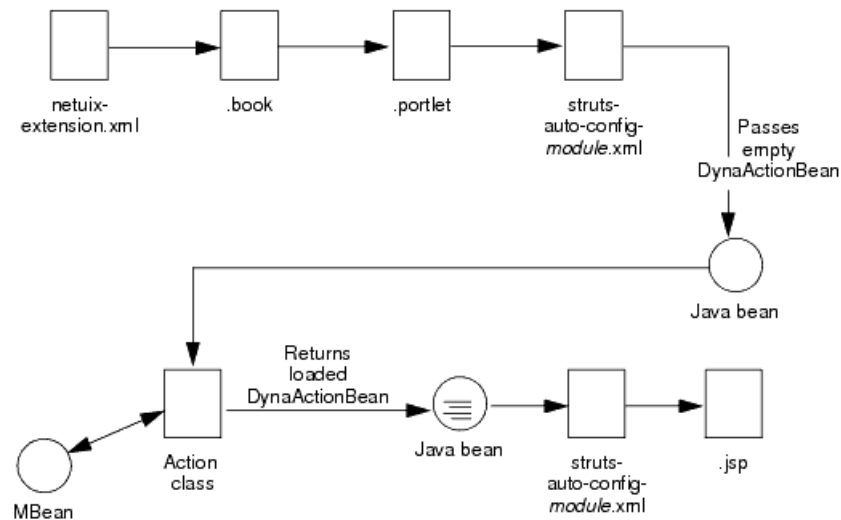 netuix-
extension.xml
.book
.portlet
struts-
auto-config-
module.xml
Passes
empty
DynaActionBean
Java bean
Returns
loaded
DynaActionBean
Action
class
MBean
Java bean
struts-
auto-config-
module.xml
.jsp